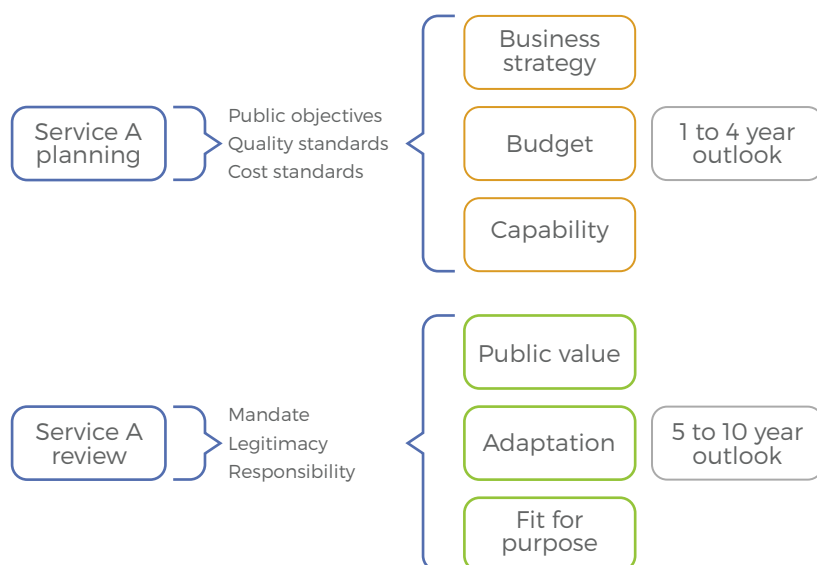 Service A
planning
Public objectives
Quality standards
Cost standards
Business
strategy
Budget
Capability
1 to 4 year
outlook
Service A
review
Mandate
Legitimacy
Responsibility
Public value
Adaptation
Fit for
purpose
5 to 10 year
outlook